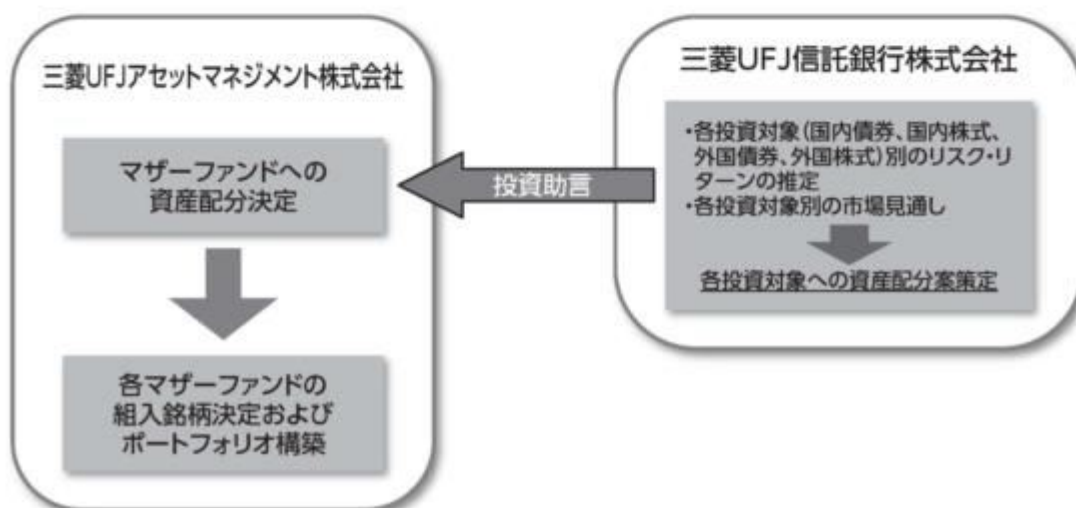 三菱UFJアセットマネジメント株式会社
マザーファンドへの
資産配分決定
各マザーファンドの
組入銘柄決定および
ポートフォリオ構築
投資助言
三菱UFJ信託銀行株式会社
・各投資対象(国内債券、国内株式、
外国債券、外国株式)別のリスク・リ
ターンの推定
・各投資対象別の市場見通し
各投資対象への資産配分案策定